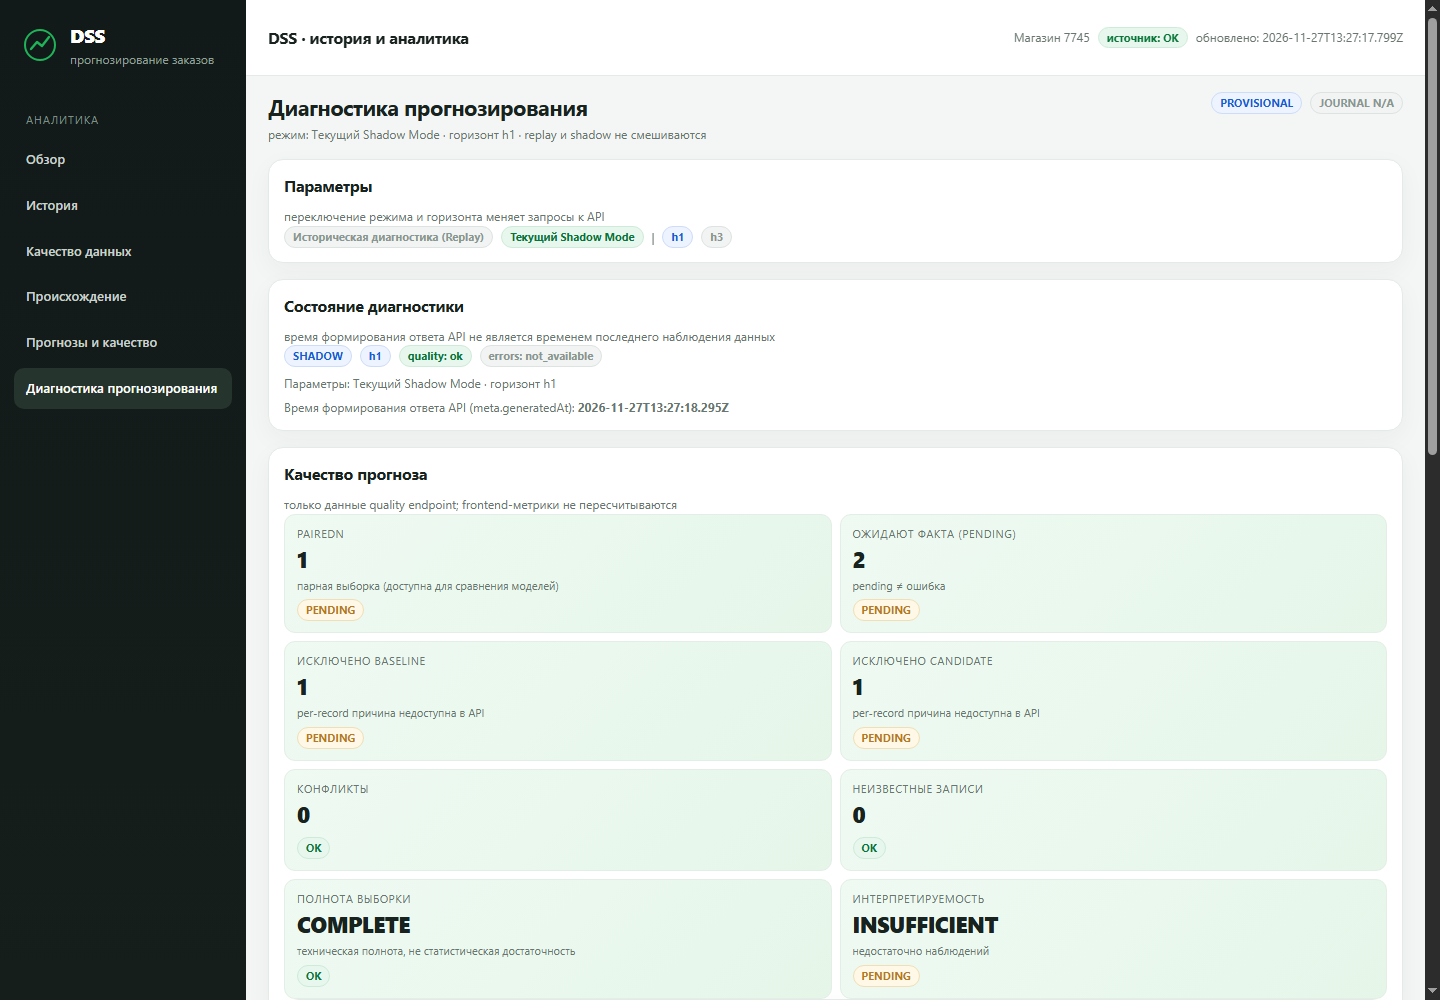 DSS
прогнозирование заказов
АНАЛИТИКА
Обзор
История
Качество данных
Происхождение
Прогнозы и качество
Диагностика прогнозирования
DSS · история и аналитика
Магазин 7745 источник: OK обновлено: 2026-11-27T13:27:17.799Z
Диагностика прогнозирования
PROVISIONAL JOURNAL N/A
режим: Текущий Shadow Mode · горизонт h1 · replay и shadow не смешиваются
Параметры
переключение режима и горизонта меняет запросы к API
Историческая диагностика (Replay) Текущий Shadow Mode | h1 h3
Состояние диагностики
время формирования ответа API не является временем последнего наблюдения данных
SHADOW h1 quality: ok errors: not_available
Параметры: Текущий Shadow Mode · горизонт h1
Время формирования ответа API (meta.generatedAt): 2026-11-27T13:27:18.295Z
Качество прогноза
только данные quality endpoint; frontend-метрики не пересчитываются
PAIREDN
1
парная выборка (доступна для сравнения моделей)
PENDING
ОЖИДАЮТ ФАКТА (PENDING)
2
pending ≠ ошибка
PENDING
ИСКЛЮЧЕНО BASELINE
1
per-record причина недоступна в API
PENDING
ИСКЛЮЧЕНО CANDIDATE
1
per-record причина недоступна в API
PENDING
КОНФЛИКТЫ
0
OK
НЕИЗВЕСТНЫЕ ЗАПИСИ
0
OK
ПОЛНОТА ВЫБОРКИ
COMPLETE
техническая полнота, не статистическая достаточность
OK
ИНТЕРПРЕТИРУЕМОСТЬ
INSUFFICIENT
недостаточно наблюдений
PENDING